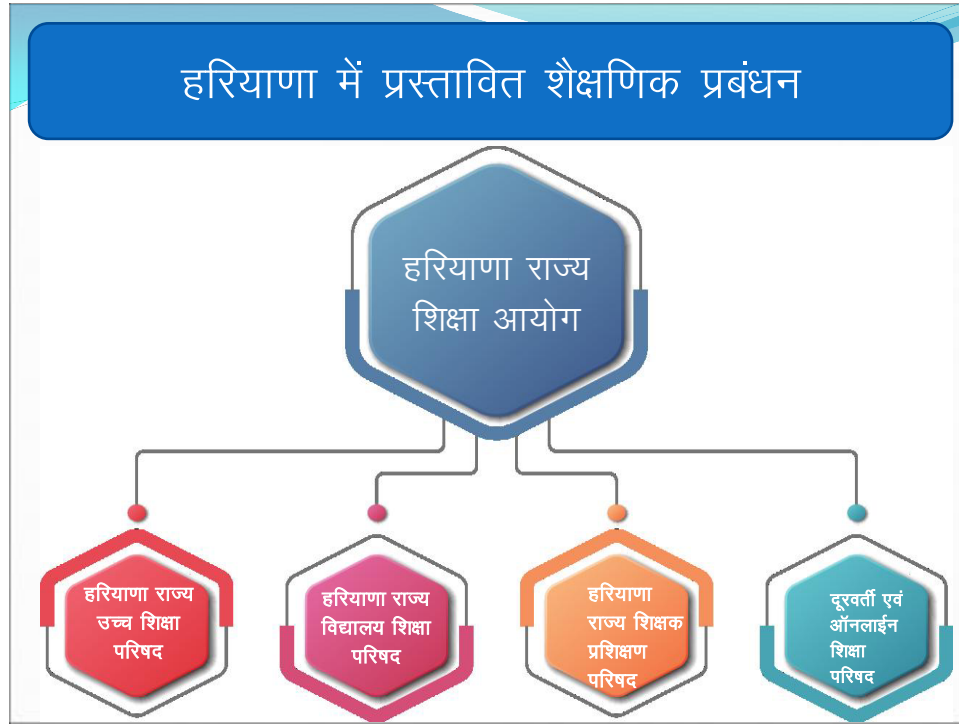 हरियाणा में प्रस्तावित शैक्षणिक प्रबंधन
हरियाणा राज्य
शिक्षा आयोग
हरियाणा राज्य
उच्च शिक्षा
परिषद
हरियाणा राज्य
विद्यालय शिक्षा
परिषद
हरियाणा
राज्य शिक्षक
प्रशिक्षण
परिषद
दूरवर्ती एवं
ऑनलाईन
शिक्षा
परिषद